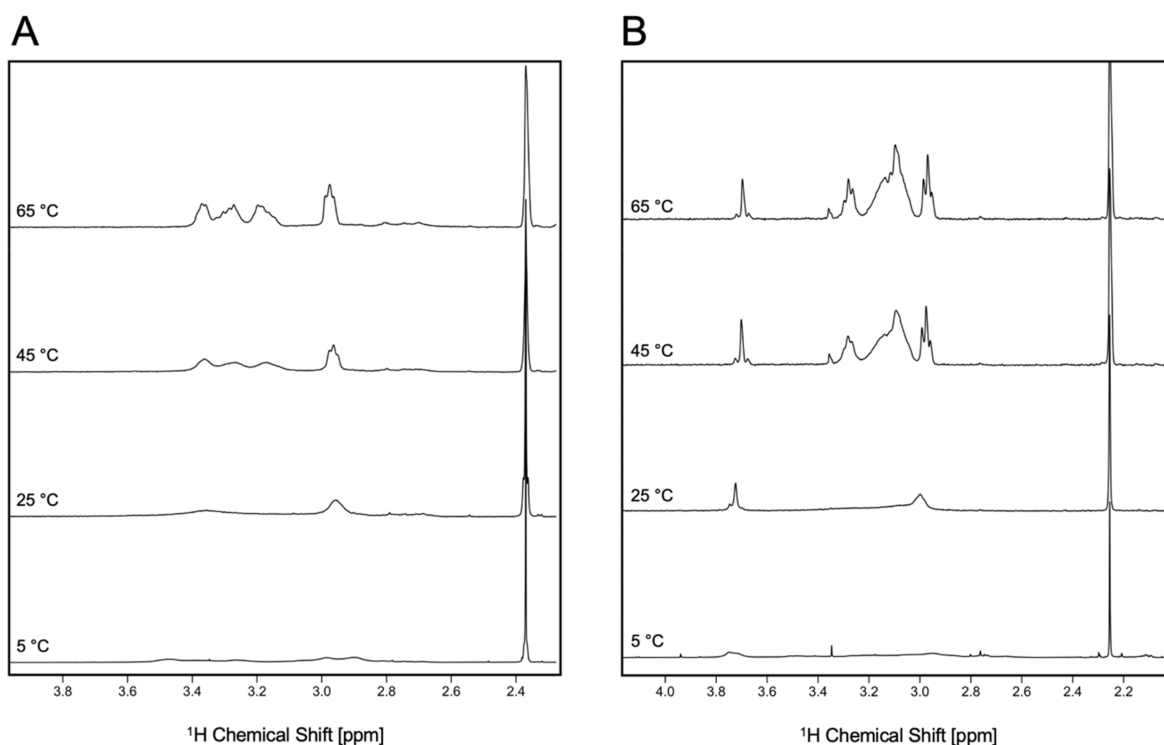 A
65 °C
45 °C
25 °C
5 °C
3.8 3.6 3.4 3.2 3.0 2.8 2.6 2.4
¹H Chemical Shift [ppm]
B
65 °C
45 °C
25 °C
5 °C
4.0 3.8 3.6 3.4 3.2 3.0 2.8 2.6 2.4 2.2
¹H Chemical Shift [ppm]